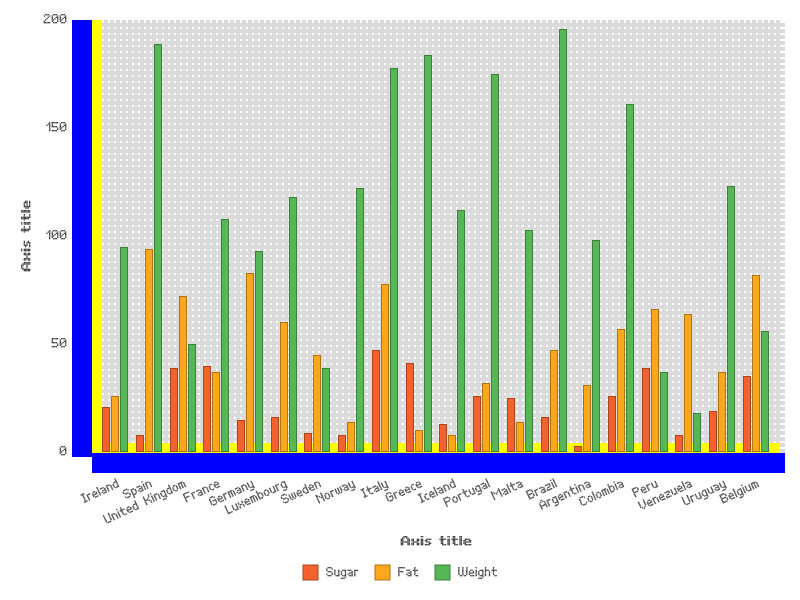 200
150
100
50
0
Axis title
Ireland
Spain
United Kingdom
France
Germany
Luxembourg
Sweden
Norway
Italy
Greece
Iceland
Portugal
Malta
Brazil
Argentina
Colombia
Peru
Venezuela
Uruguay
Belgium
Axis title
Sugar Fat Weight